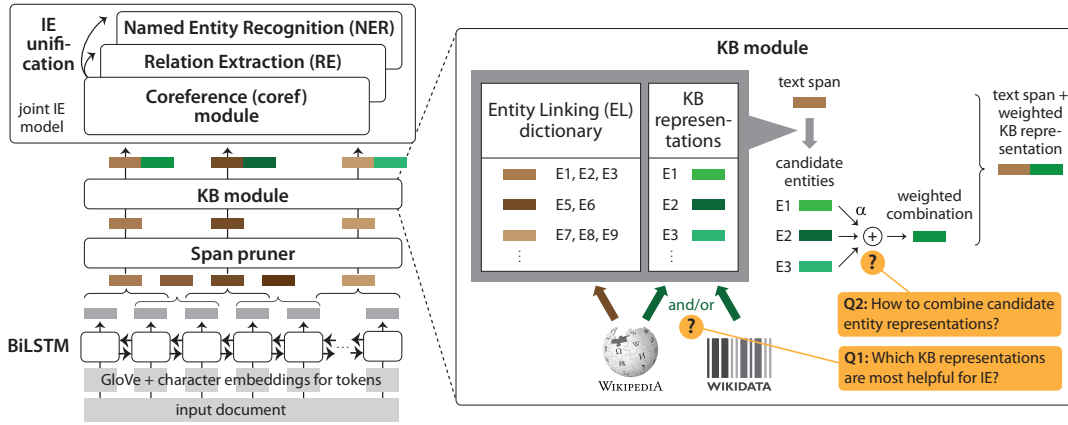 IE
unifi-
cation
joint IE
model
Named Entity Recognition (NER)
Relation Extraction (RE)
Coreference (coref)
module
KB module
Span pruner
BiLSTM
...
GloVe + character embeddings for tokens
input document
KB module
Entity Linking (EL)
dictionary
E1, E2, E3
E5, E6
E7, E8, E9
⋮
KB
represen-
tations
E1
E2
E3
⋮
text span
candidate
entities
E1
E2
E3
α
+
?
weighted
combination
text span +
weighted
KB repre-
sentation
and/or
?
WIKIPEDIA
WIKIDATA
Q2: How to combine candidate
entity representations?
Q1: Which KB representations
are most helpful for IE?